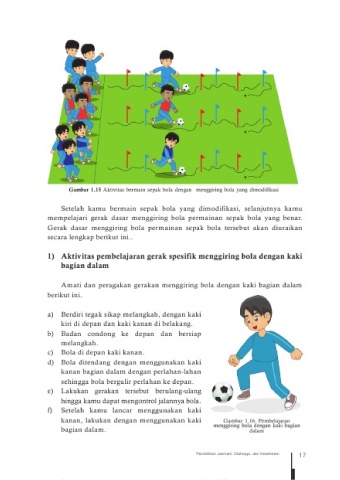 Gambar 1.15 Aktivitas bermain sepak bola dengan menggiring bola yang dimodifikasi
Setelah kamu bermain sepak bola yang dimodifikasi, selanjutnya kamu
mempelajari gerak dasar menggiring bola permainan sepak bola yang benar.
Gerak dasar menggiring bola permainan sepak bola tersebut akan diuraikan
secara lengkap berikut ini...
1) Aktivitas pembelajaran gerak spesifik menggiring bola dengan kaki
bagian dalam
Amati dan peragakan gerakan menggiring bola dengan kaki bagian dalam
berikut ini.
a) Berdiri tegak sikap melangkah, dengan kaki
kiri di depan dan kaki kanan di belakang.
b) Badan condong ke depan dan bersiap
melangkah.
c) Bola di depan kaki kanan.
d) Bola ditendang dengan menggunakan kaki
kanan bagian dalam dengan perlahan-lahan
sehingga bola bergulir perlahan ke depan.
e) Lakukan gerakan tersebut berulang-ulang
hingga kamu dapat mengontrol jalannya bola.
f) Setelah kamu lancar menggunakan kaki
kanan, lakukan dengan menggunakan kaki
bagian dalam.
Gambar 1.16. Pembelajaran
menggiring bola dengan kaki bagian
dalam
Pendidikan Jasmani, Olahraga, dan Kesehatan
17